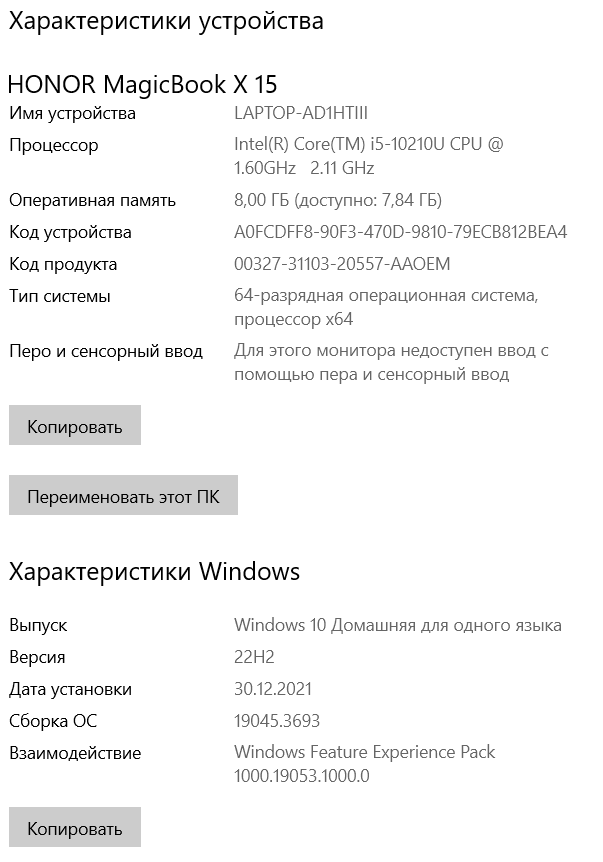 Характеристики устройства
HONOR MagicBook X 15
Имя устройства LAPTOP-AD1HTIII
Процессор Intel(R) Core(TM) i5-10210U CPU @
1.60GHz 2.11 GHz
Оперативная память 8,00 ГБ (доступно: 7,84 ГБ)
Код устройства A0FCDFF8-90F3-470D-9810-79ECB812BEA4
Код продукта 00327-31103-20557-AAOEM
Тип системы 64-разрядная операционная система,
процессор x64
Перо и сенсорный ввод Для этого монитора недоступен ввод с
помощью пера и сенсорный ввод
Копировать
Переименовать этот ПК
Характеристики Windows
Выпуск Windows 10 Домашняя для одного языка
Версия 22H2
Дата установки 30.12.2021
Сборка ОС 19045.3693
Взаимодействие Windows Feature Experience Pack
1000.19053.1000.0
Копировать